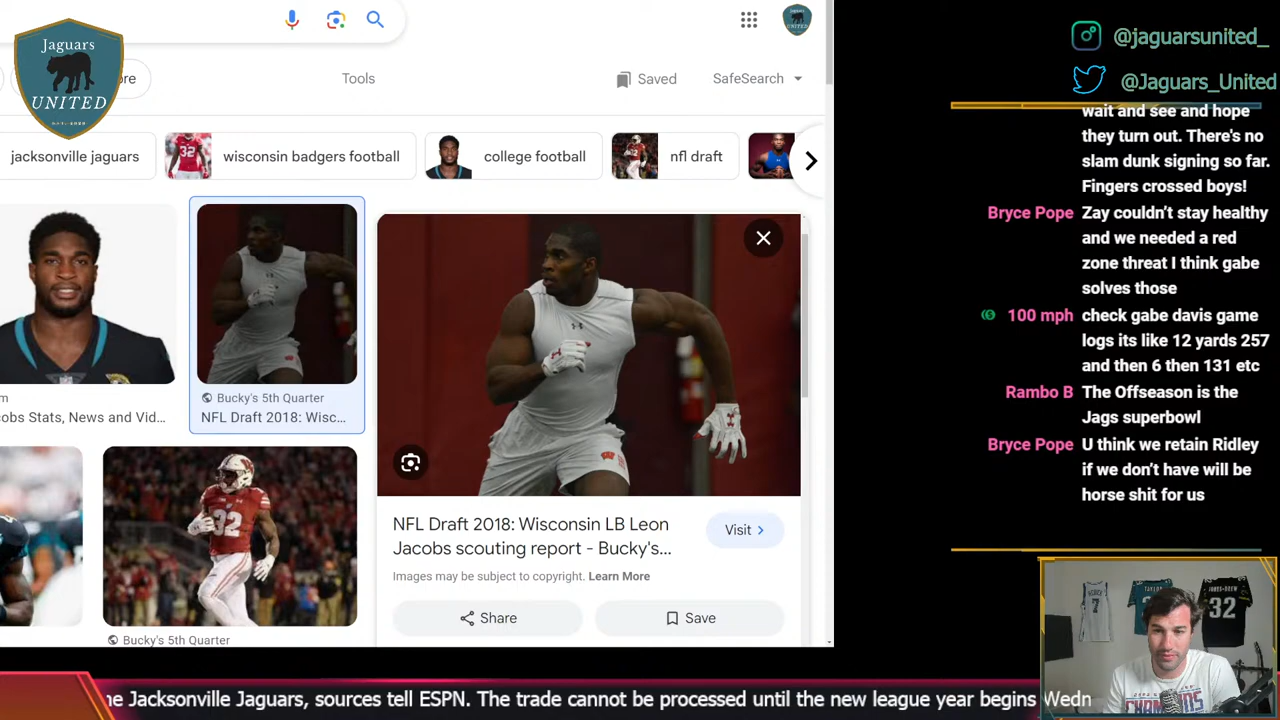 Jaguars
UNITED
ore
Tools
Saved
SafeSearch
jacksonville jaguars
wisconsin badgers football
college football
nfl draft
m
obs Stats, News and Vid...
Bucky's 5th Quarter
NFL Draft 2018: Wisc...
Bucky's 5th Quarter
NFL Draft 2018: Wisconsin LB Leon
Jacobs scouting report - Bucky's...
Visit
Images may be subject to copyright. Learn More
Share
Save
@jaguarsunited_
@Jaguars_United
wait and see and hope
they turn out. There's no
slam dunk signing so far.
Fingers crossed boys!
Bryce Pope Zay couldn't stay healthy
and we needed a red
zone threat I think gabe
solves those
100 mph check gabe davis game
logs its like 12 yards 257
and then 6 then 131 etc
Rambo B The Offseason is the
Jags superbowl
Bryce Pope U think we retain Ridley
if we don't have will be
horse shit for us
TAYLOR
JONES-DREW
7
32
32
ne Jacksonville Jaguars, sources tell ESPN. The trade cannot be processed until the new league year begins Wedn